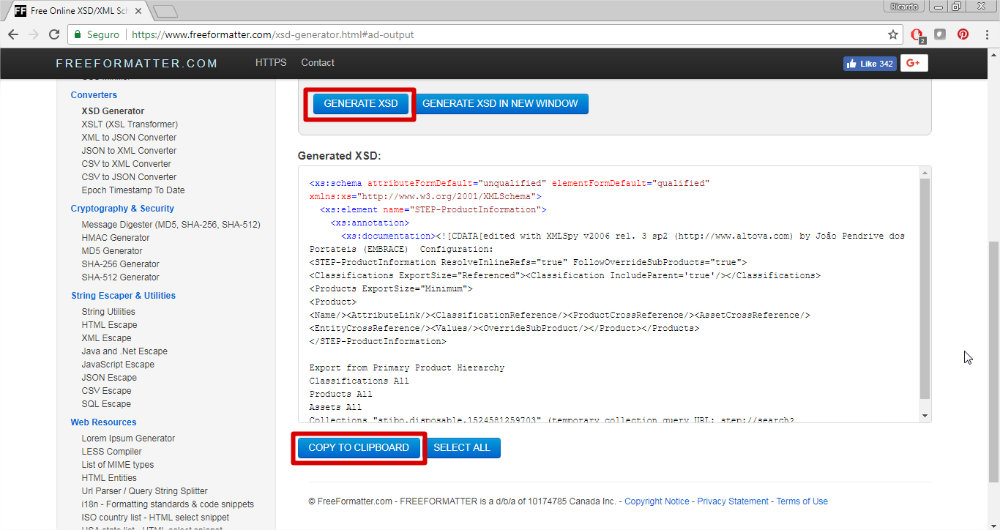 Free Online XSD/XML Sch
Ricardo
Seguro
https://www.freeformatter.com/xsd-generator.html#ad-output
2
FREEFORMATTER.COM
HTTPS
Contact
Like 342
G+
Converters
XSD Generator
XSLT (XSL Transformer)
XML to JSON Converter
JSON to XML Converter
CSV to XML Converter
CSV to JSON Converter
Epoch Timestamp To Date
Cryptography & Security
Message Digester (MD5, SHA-256, SHA-512)
HMAC Generator
MD5 Generator
SHA-256 Generator
SHA-512 Generator
String Escaper & Utilities
String Utilities
HTML Escape
XML Escape
Java and .Net Escape
JavaScript Escape
JSON Escape
CSV Escape
SQL Escape
Web Resources
Lorem Ipsum Generator
LESS Compiler
List of MIME types
HTML Entities
Url Parser / Query String Splitter
i18n - Formatting standards & code snippets
ISO country list - HTML select snippet
USA state list - HTML select snippet
GENERATE XSD
GENERATE XSD IN NEW WINDOW
Generated XSD:
<xs:schema attributeFormDefault="unqualified" elementFormDefault="qualified"
xmlns:xs="http://www.w3.org/2001/XMLSchema">
<xs:element name="STEP-ProductInformation">
<xs:annotation>
<xs:documentation><![CDATA[edited with XMLSpy v2006 rel. 3 sp2 (http://www.altova.com) by João Pendrive dos
Portateis (EMBRACE)  Configuration:
<STEP-ProductInformation ResolveInlineRefs="true" FollowOverrideSubProducts="true">
<Classifications ExportSize="Referenced"><Classification IncludeParent='true'/></Classifications>
<Products ExportSize="Minimum">
<Product>
<Name/><AttributeLink/><ClassificationReference/><ProductCrossReference/><AssetCrossReference/>
<EntityCrossReference/><Values/><OverrideSubProduct/></Product></Products>
</STEP-ProductInformation>
Export from Primary Product Hierarchy
Classifications All
Products All
Assets All
Collections "stibo.disposable.1524581259703" (temporary collection query URL: step://search?
COPY TO CLIPBOARD
SELECT ALL
© FreeFormatter.com - FREEFORMATTER is a d/b/a of 10174785 Canada Inc. - Copyright Notice - Privacy Statement - Terms of Use